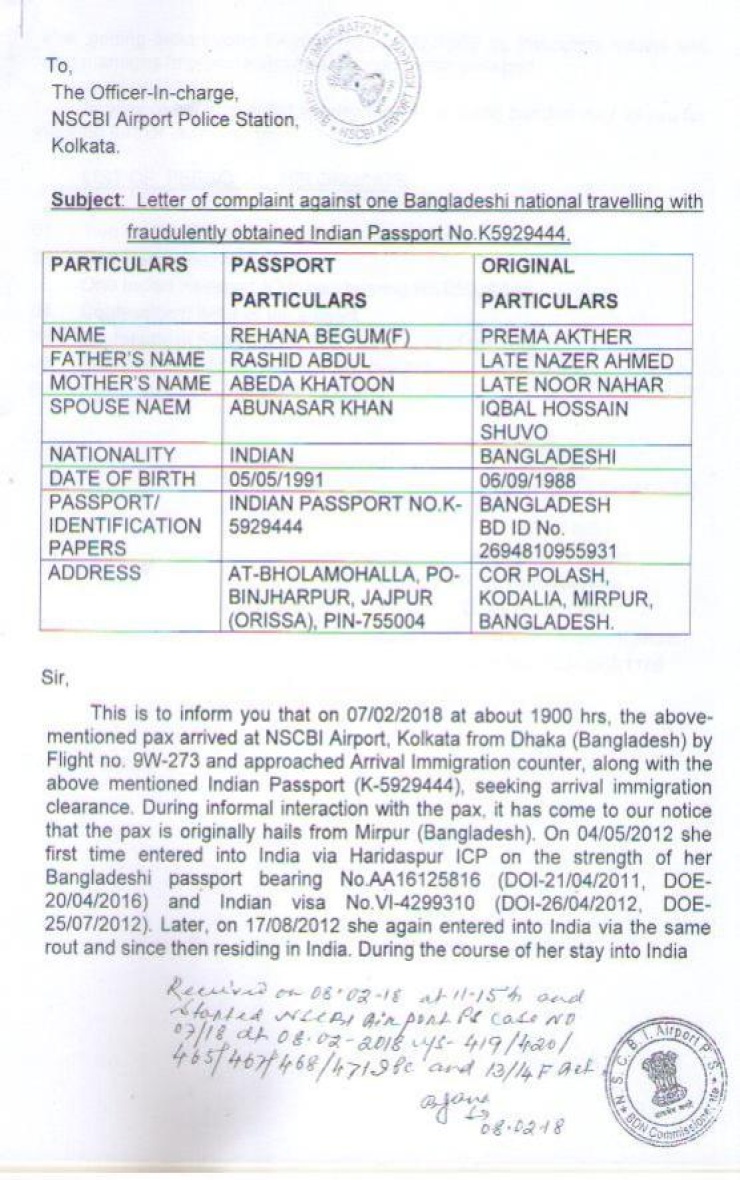 To,
The Officer-In-charge,
NSCBI Airport Police Station,
Kolkata.
Subject: Letter of complaint against one Bangladeshi national travelling with
fraudulently obtained Indian Passport No.K5929444.
PARTICULARS PASSPORT PARTICULARS ORIGINAL PARTICULARS
NAME REHANA BEGUM(F) PREMA AKTHER
FATHER'S NAME RASHID ABDUL LATE NAZER AHMED
MOTHER'S NAME ABEDA KHATOON LATE NOOR NAHAR
SPOUSE NAEM ABUNASAR KHAN IQBAL HOSSAIN SHUVO
NATIONALITY INDIAN BANGLADESHI
DATE OF BIRTH 05/05/1991 06/09/1988
PASSPORT/ INDIAN PASSPORT NO.K- BANGLADESH
IDENTIFICATION 5929444 BD ID No.
PAPERS 2694810955931
ADDRESS AT-BHOLAMOHALLA, PO- COR POLASH,
BINJHARPUR, JAJPUR KODALIA, MIRPUR,
(ORISSA), PIN-755004 BANGLADESH.
Sir,
This is to inform you that on 07/02/2018 at about 1900 hrs, the above-
mentioned pax arrived at NSCBI Airport, Kolkata from Dhaka (Bangladesh) by
Flight no. 9W-273 and approached Arrival Immigration counter, along with the
above mentioned Indian Passport (K-5929444), seeking arrival immigration
clearance. During informal interaction with the pax, it has come to our notice
that the pax is originally hails from Mirpur (Bangladesh). On 04/05/2012 she
first time entered into India via Haridaspur ICP on the strength of her
Bangladeshi passport bearing No.AA16125816 (DOI-21/04/2011, DOE-
20/04/2016) and Indian visa No.VI-4299310 (DOI-26/04/2012, DOE-
25/07/2012). Later, on 17/08/2012 she again entered into India via the same
rout and since then residing in India. During the course of her stay into India
Received on 08.02-18 at 11-15 h and
Started NSCBI Airport PS Case NO
07/18 dt 08.02-2018 u/s- 419/420/
465/467/468/471 IPC and 13/14 F Act.
08.02-18
N.S.C.B.I. Airport P.S.